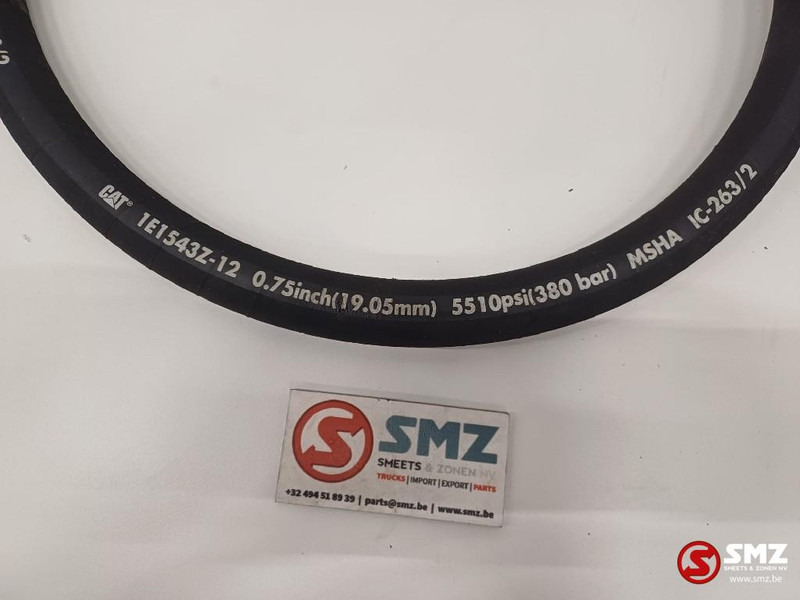 CAT® 1E1543Z-12 0.75inch(19.05mm) 5510psi(380 bar) MSHA IC-263/2
SMZ
SMEETS & ZONEN NV
TRUCKS | IMPORT | EXPORT | PARTS
+32 494 51 89 39 | parts@smz.be | www.smz.be
SMZ
SMEETS & ZONEN NV
www.smz.be